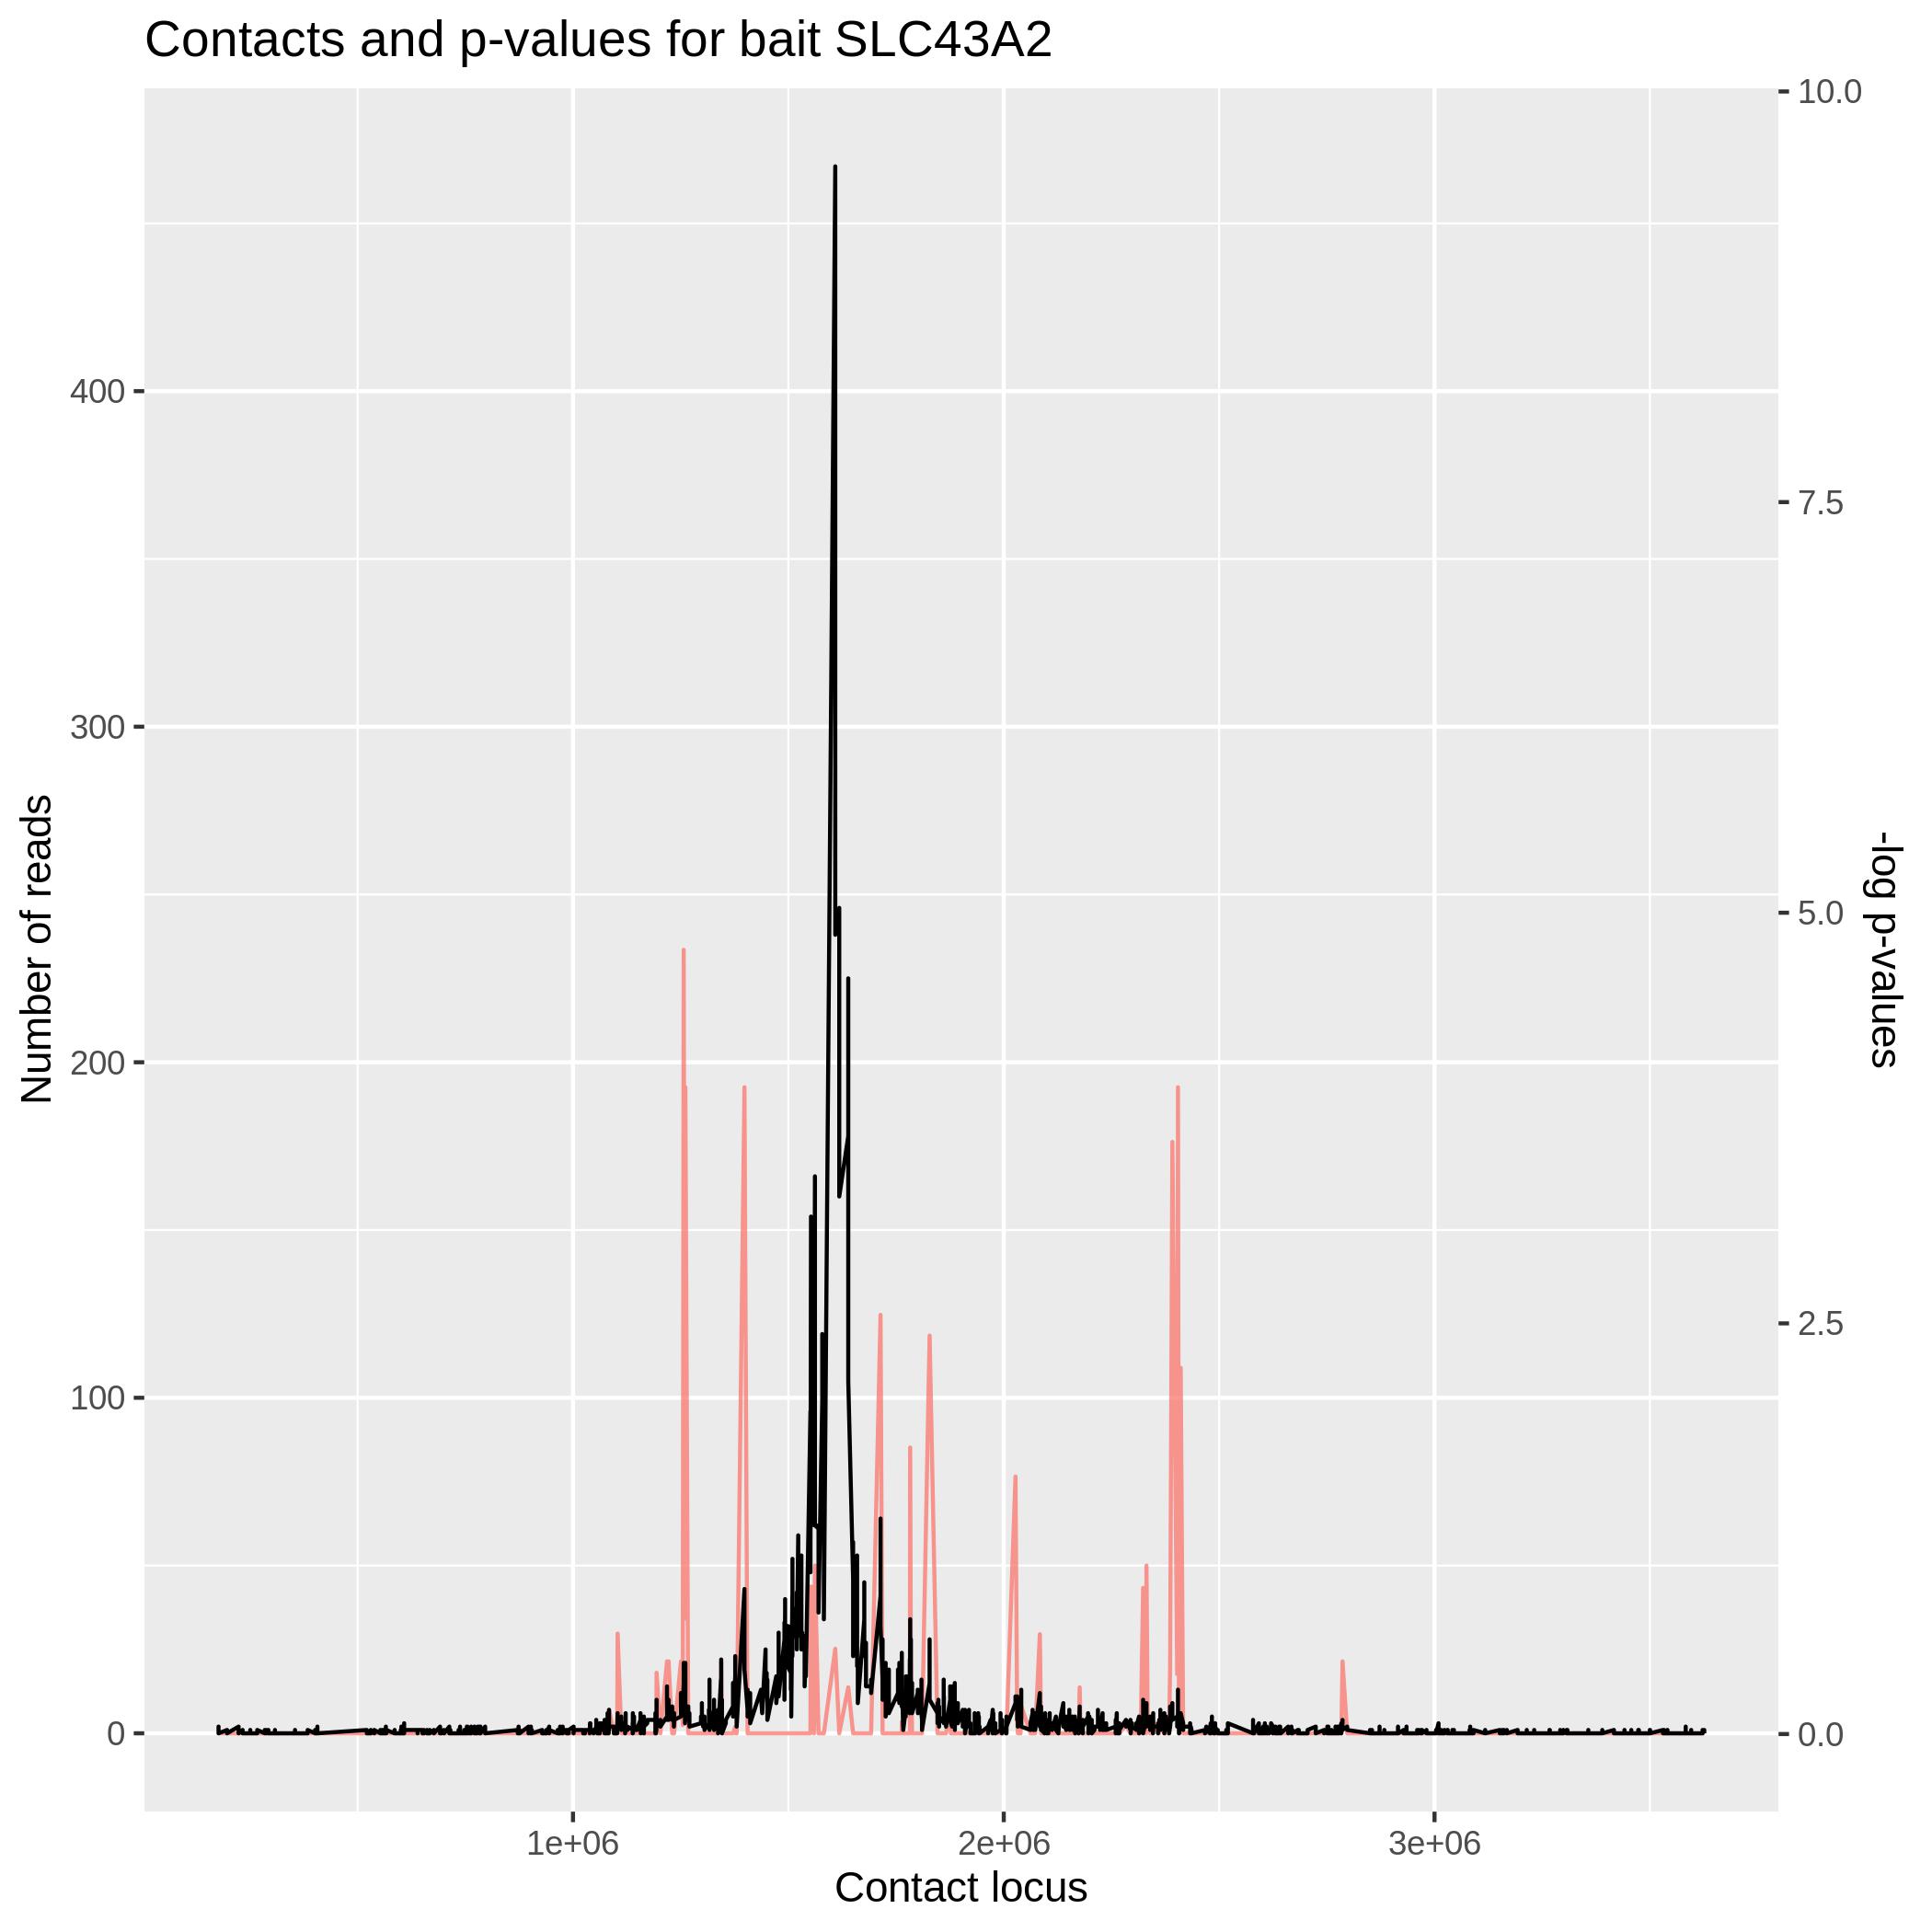 Contacts and p-values for bait SLC43A2
Number of reads
400
300
200
100
0
10.0
7.5
5.0
2.5
0.0
-log p-values
1e+06
2e+06
3e+06
Contact locus